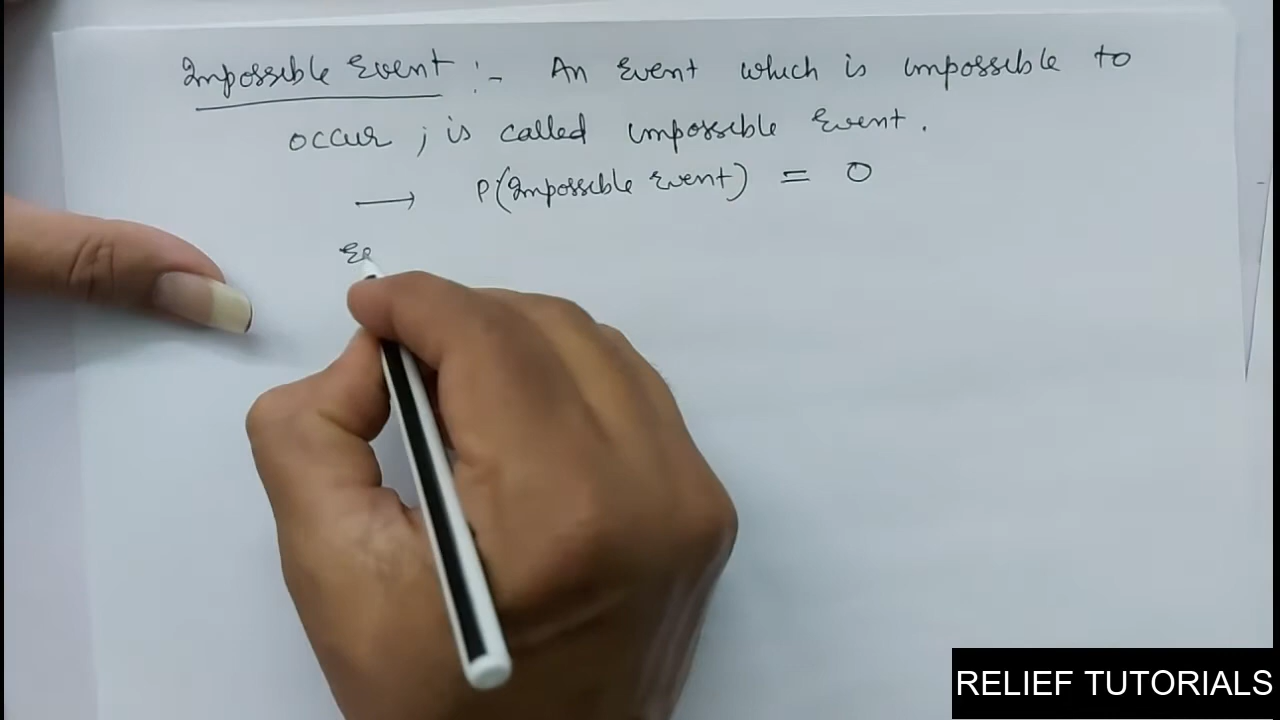 Impossible Event :- An Event which is impossible to
occur ; is called impossible Event.
→ P(Impossible Event) = 0
RELIEF TUTORIALS